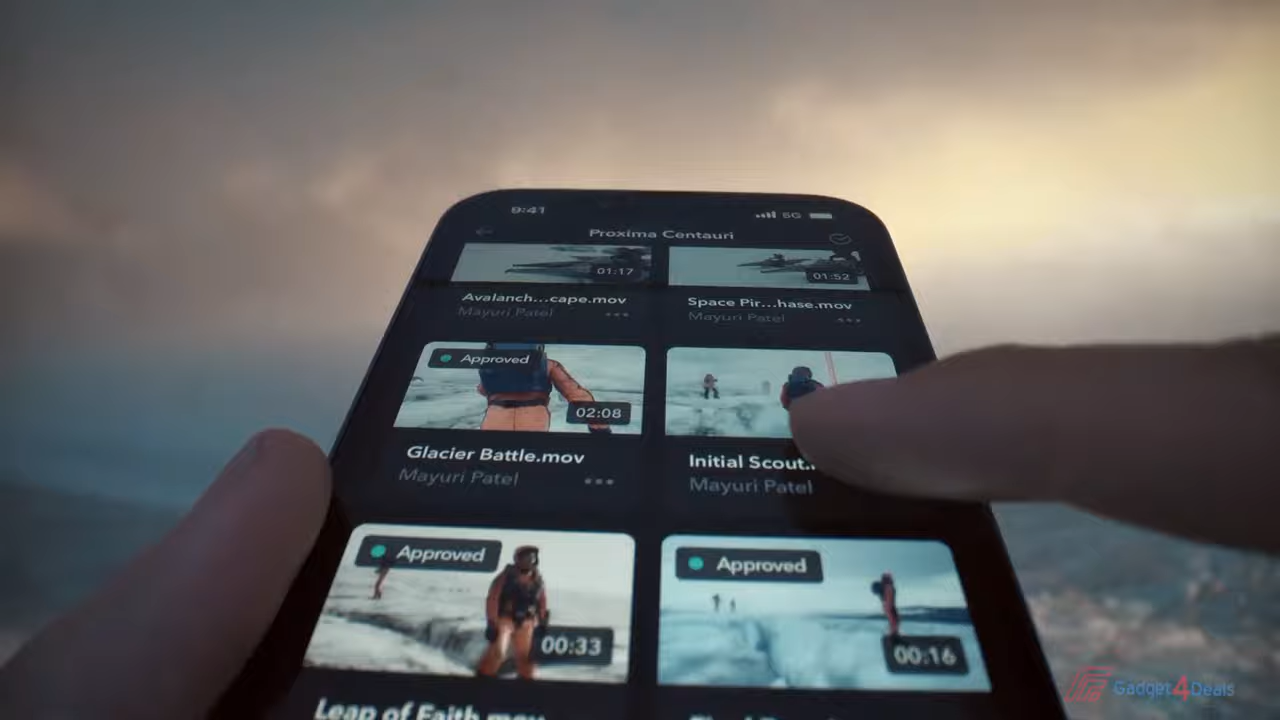 9:41
5G
Proxima Centauri
01:17
01:52
Avalanch...cape.mov
Space Pir...hase.mov
Mayuri Patel
Mayuri Patel
Approved
02:08
Glacier Battle.mov
Initial Scout
Mayuri Patel
Mayuri Patel
Approved
Approved
00:33
00:16
Leap of Faith.mov
Gadget4Deals